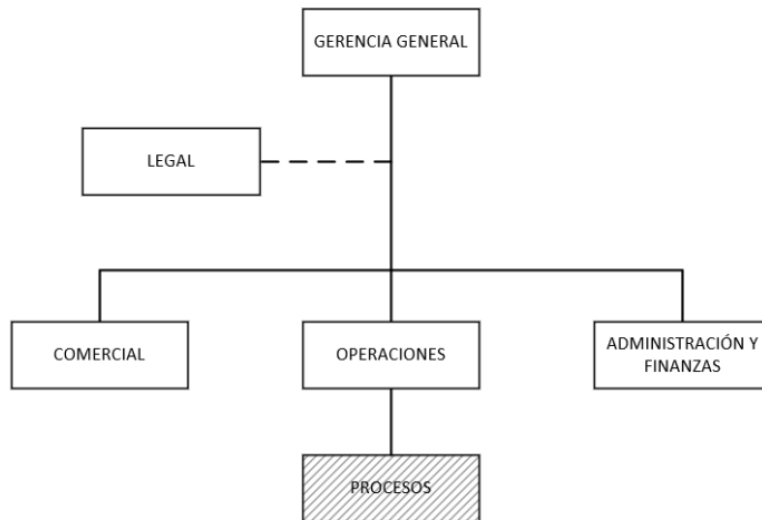 GERENCIA GENERAL
LEGAL
COMERCIAL
OPERACIONES
ADMINISTRACIÓN Y
FINANZAS
PROCESOS